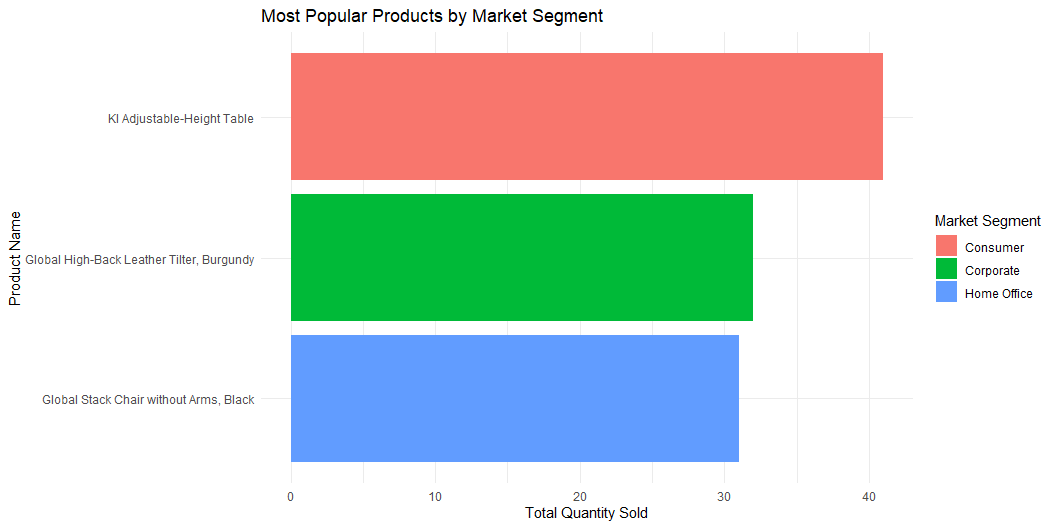 Most Popular Products by Market Segment
Product Name
KI Adjustable-Height Table
Global High-Back Leather Tilter, Burgundy
Global Stack Chair without Arms, Black
0 10 20 30 40
Total Quantity Sold
Market Segment
Consumer
Corporate
Home Office